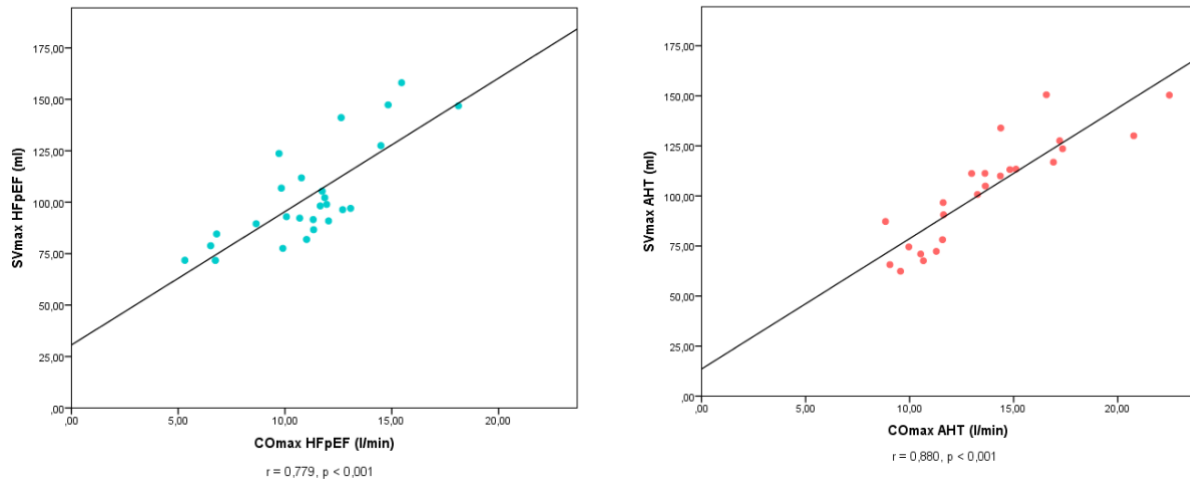 SVmax HFpEF (ml)
175,00
150,00
125,00
100,00
75,00
50,00
25,00
,00
,00 5,00 10,00 15,00 20,00
COmax HFpEF (l/min)
r = 0,779, p < 0,001
SVmax AHT (ml)
175,00
150,00
125,00
100,00
75,00
50,00
25,00
,00
,00 5,00 10,00 15,00 20,00
COmax AHT (l/min)
r = 0,880, p < 0,001